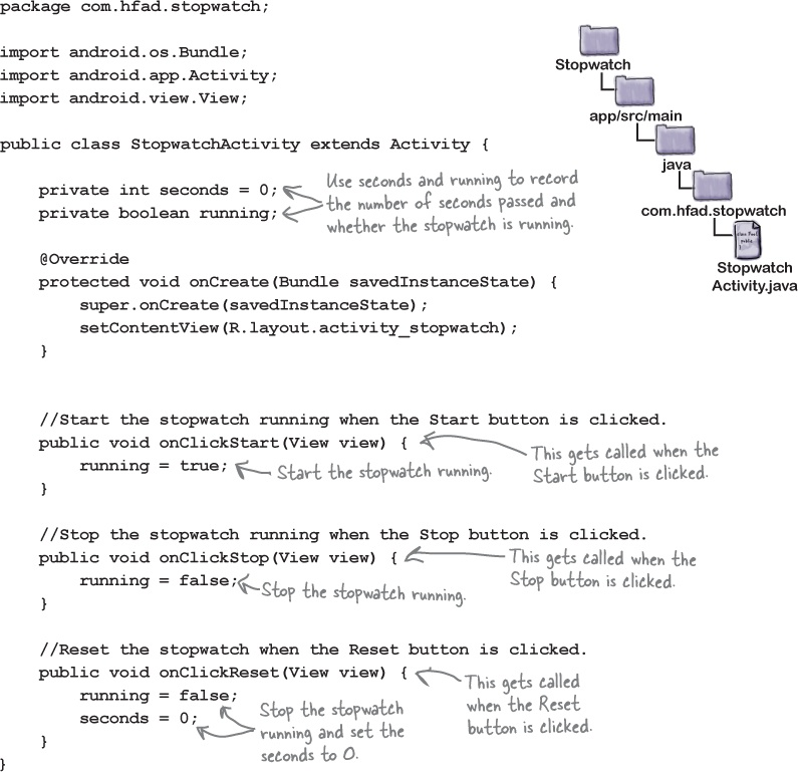 package com.hfad.stopwatch;
import android.os.Bundle;
import android.app.Activity;
import android.view.View;
public class StopwatchActivity extends Activity {
private int seconds = 0;
private boolean running;
Use seconds and running to record
the number of seconds passed and
whether the stopwatch is running.
@Override
protected void onCreate(Bundle savedInstanceState) {
super.onCreate(savedInstanceState);
setContentView(R.layout.activity_stopwatch);
}
//Start the stopwatch running when the Start button is clicked.
public void onClickStart(View view) {
This gets called when the
Start button is clicked.
running = true;
Start the stopwatch running.
}
//Stop the stopwatch running when the Stop button is clicked.
public void onClickStop(View view) {
This gets called when the
Stop button is clicked.
running = false;
Stop the stopwatch running.
}
//Reset the stopwatch when the Reset button is clicked.
public void onClickReset(View view) {
This gets called
when the Reset
button is clicked.
running = false;
seconds = 0;
Stop the stopwatch
running and set the
seconds to 0.
}
}
Stopwatch
app/src/main
java
com.hfad.stopwatch
Stopwatch
Activity.java